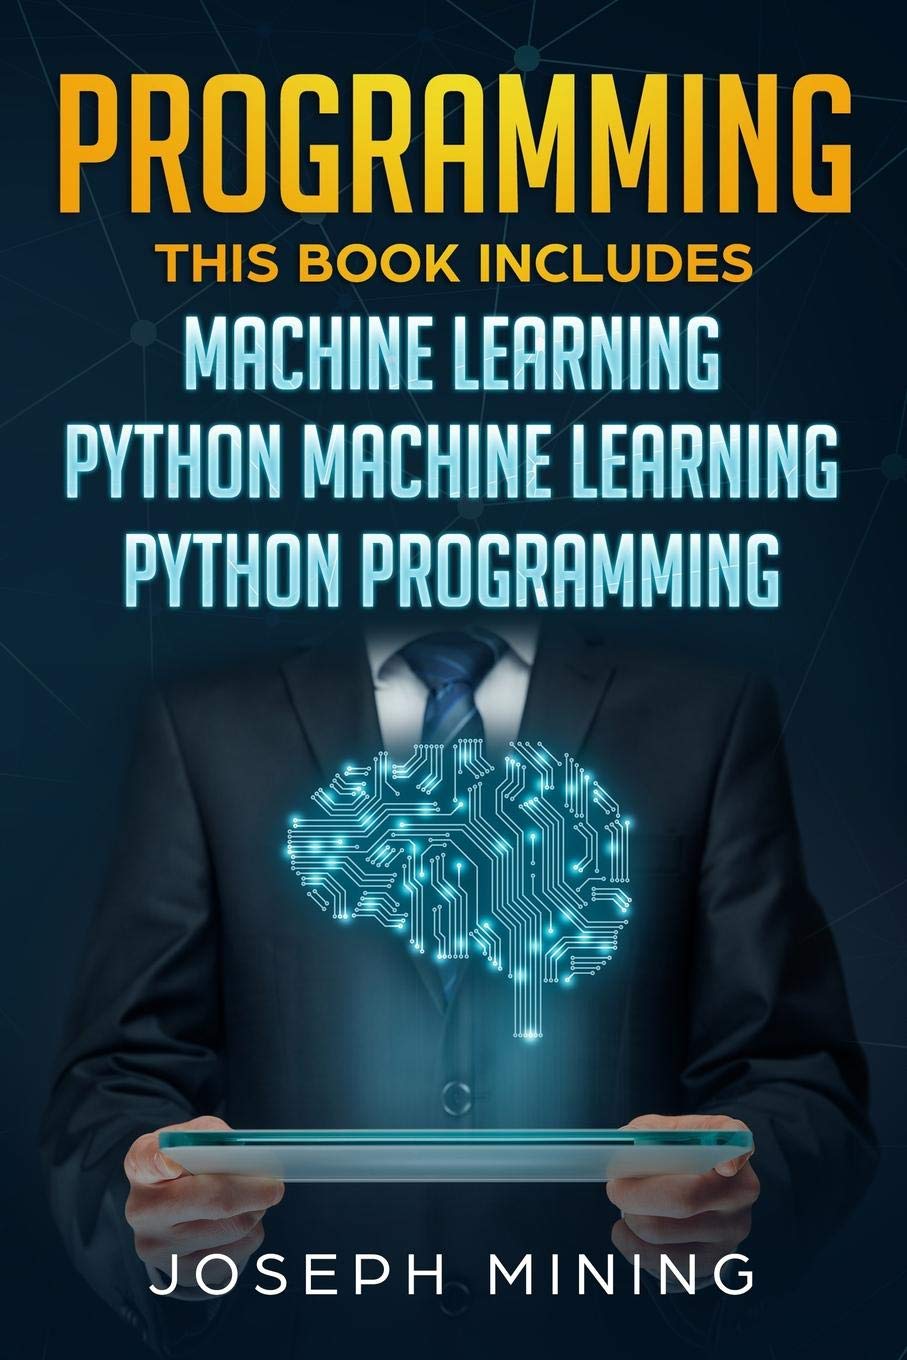 PROGRAMMING
THIS BOOK INCLUDES
MACHINE LEARNING
PYTHON MACHINE LEARNING
PYTHON PROGRAMMING
JOSEPH MINING